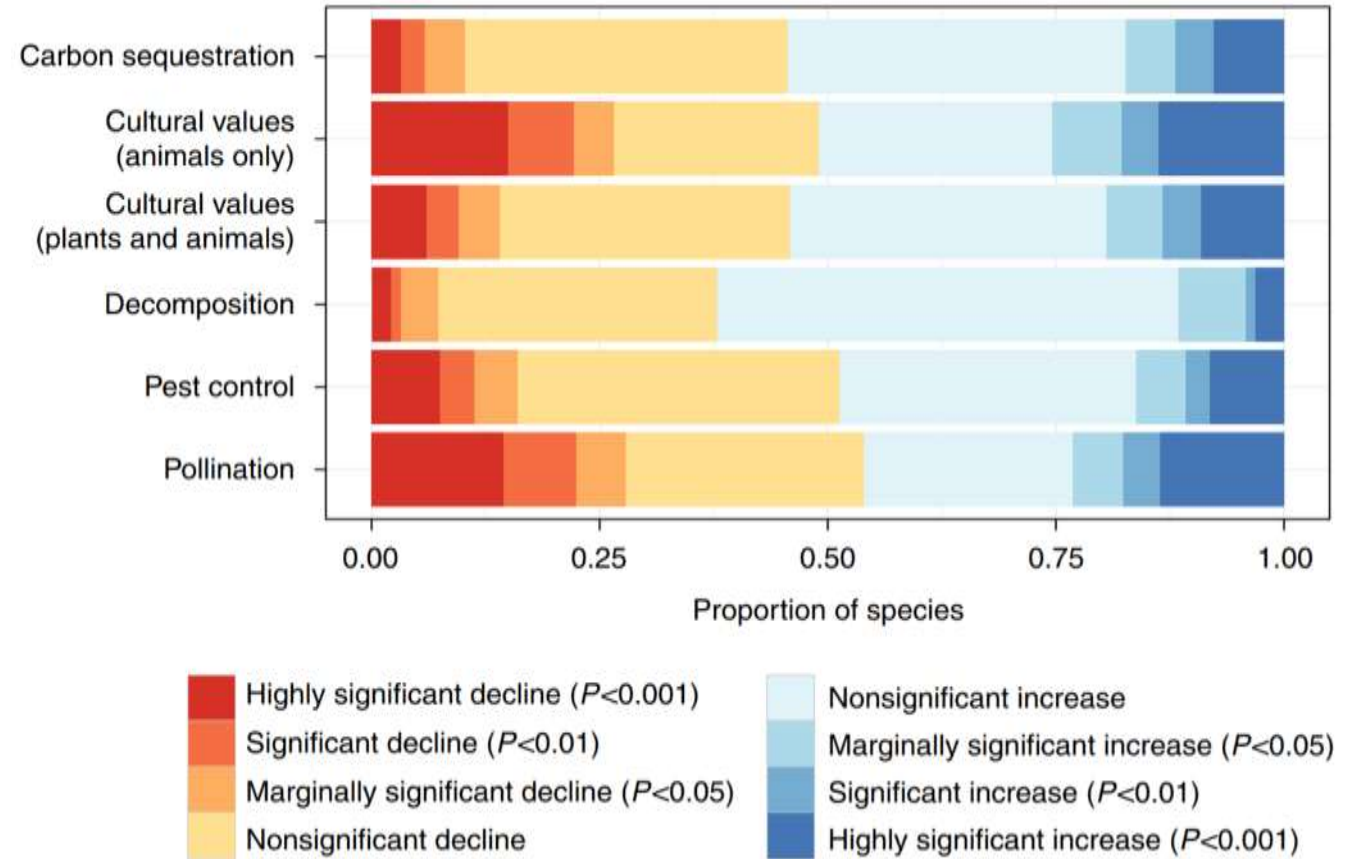 Carbon sequestration
Cultural values
(animals only)
Cultural values
(plants and animals)
Decomposition
Pest control
Pollination
0.00 0.25 0.50 0.75 1.00
Proportion of species
Highly significant decline (P<0.001)
Significant decline (P<0.01)
Marginally significant decline (P<0.05)
Nonsignificant decline
Nonsignificant increase
Marginally significant increase (P<0.05)
Significant increase (P<0.01)
Highly significant increase (P<0.001)